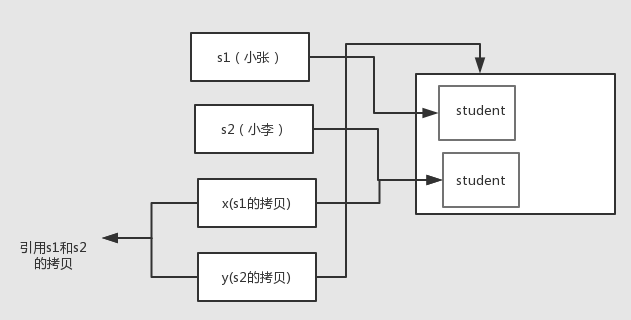 s1（小张）
student
s2（小李）
student
x(s1的拷贝)
引用s1和s2
的拷贝
y(s2的拷贝)